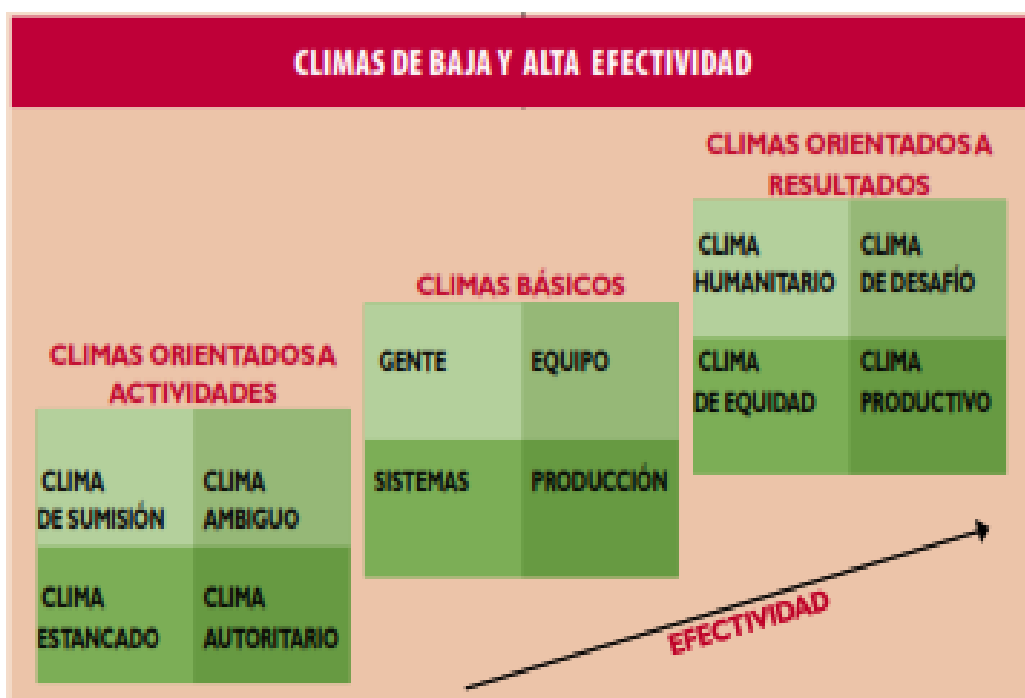 CLIMAS DE BAJA Y ALTA EFECTIVIDAD
CLIMAS ORIENTADOS A
RESULTADOS
CLIMA
HUMANITARIO
CLIMA
DE DESAFÍO
CLIMA
DE EQUIDAD
CLIMA
PRODUCTIVO
CLIMAS BÁSICOS
GENTE
EQUIPO
SISTEMAS
PRODUCCIÓN
CLIMAS ORIENTADOS A
ACTIVIDADES
CLIMA
DE SUMISIÓN
CLIMA
AMBIGUO
CLIMA
ESTANCADO
CLIMA
AUTORITARIO
EFECTIVIDAD